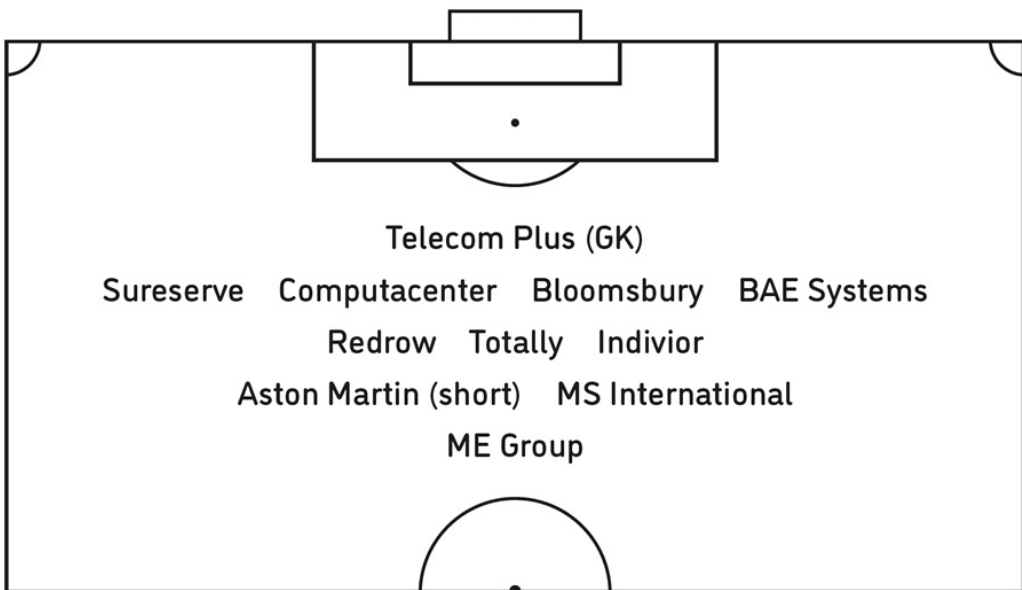 Telecom Plus (GK)
Sureserve Computacenter Bloomsbury BAE Systems
Redrow Totally Indivior
Aston Martin (short) MS International
ME Group